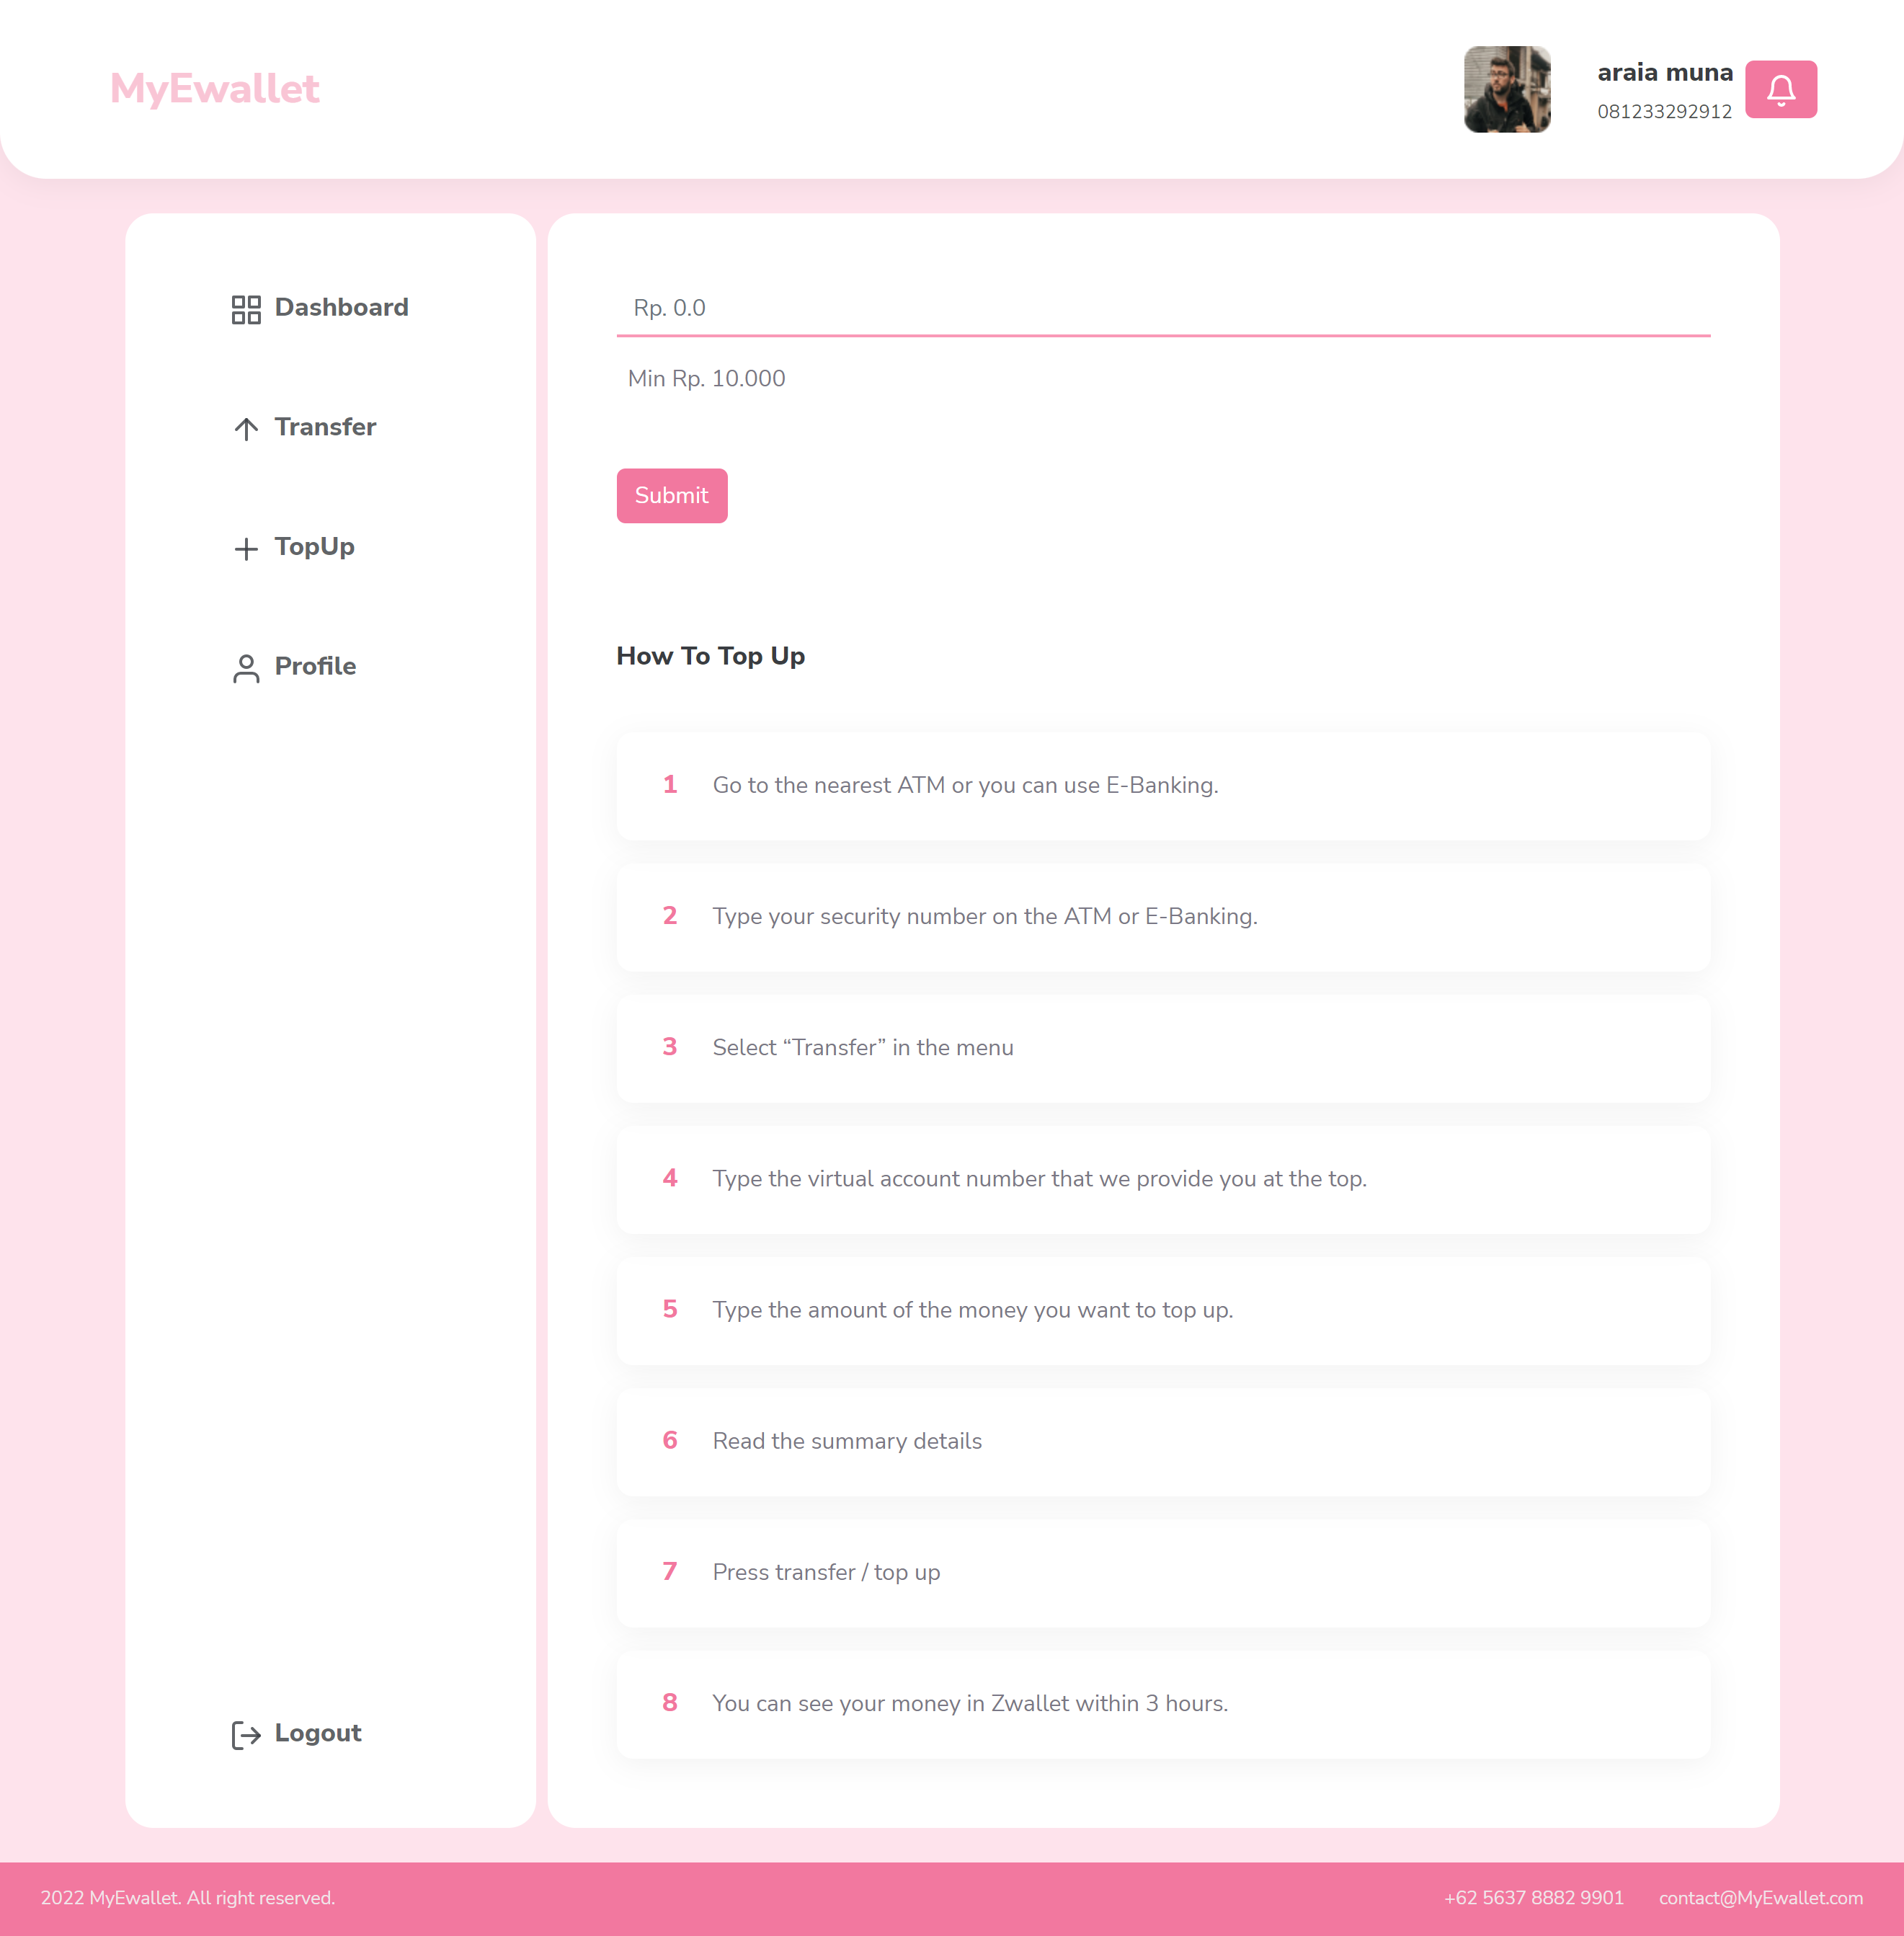 MyEwallet
araia muna
081233292912
Dashboard
Transfer
TopUp
Profile
Logout
Rp. 0.0
Min Rp. 10.000
Submit
How To Top Up
1 Go to the nearest ATM or you can use E-Banking.
2 Type your security number on the ATM or E-Banking.
3 Select “Transfer” in the menu
4 Type the virtual account number that we provide you at the top.
5 Type the amount of the money you want to top up.
6 Read the summary details
7 Press transfer / top up
8 You can see your money in Zwallet within 3 hours.
2022 MyEwallet. All right reserved.
+62 5637 8882 9901 contact@MyEwallet.com